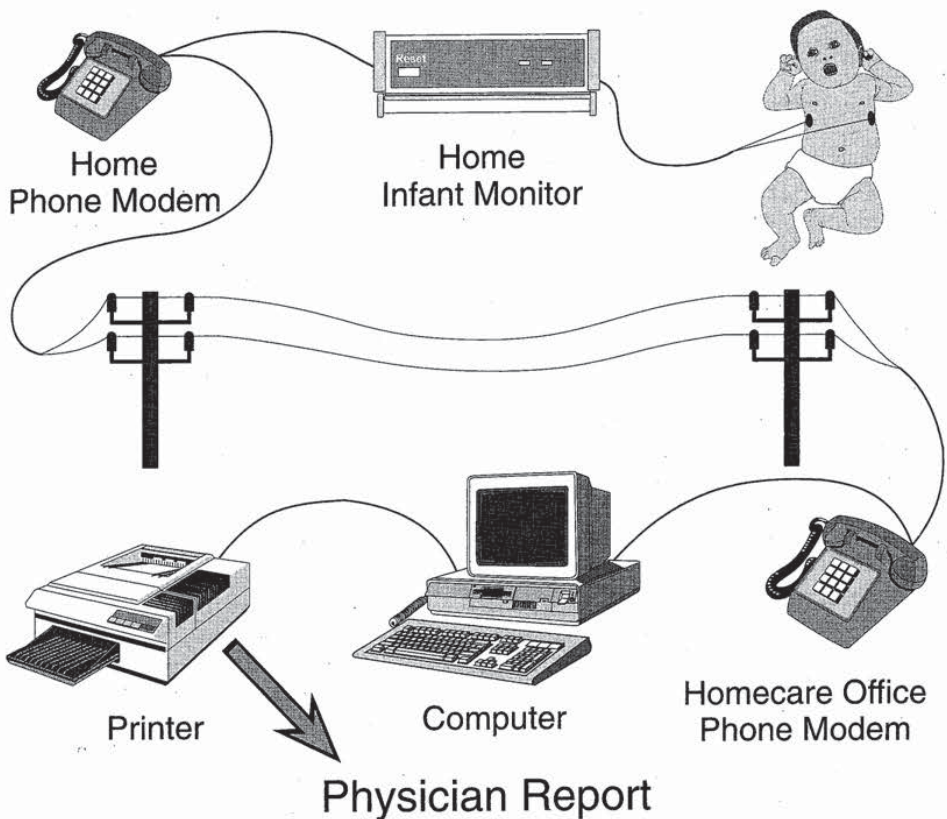 Reset
Home
Phone Modem
Home
Infant Monitor
Printer
Computer
Homecare Office
Phone Modem
Physician Report